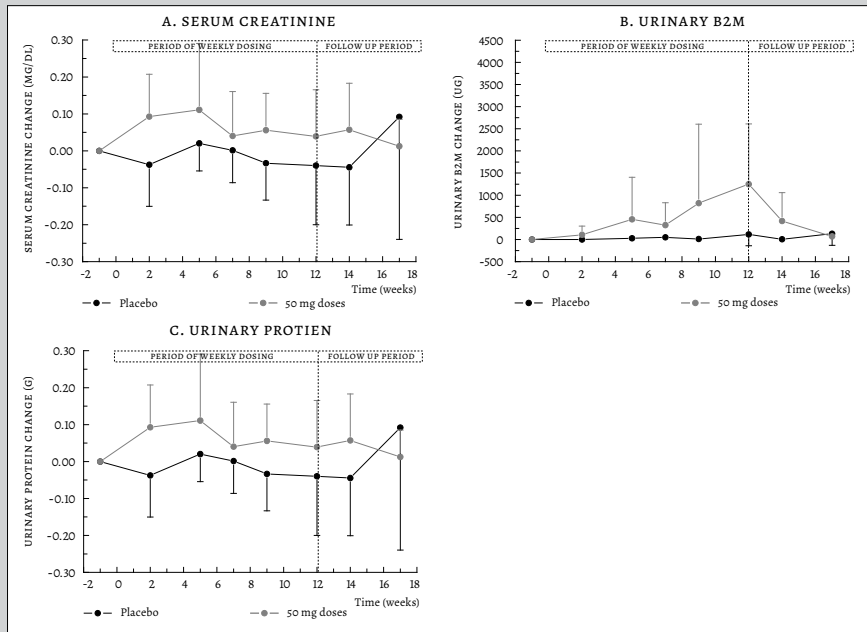 A. SERUM CREATININE
PERIOD OF WEEKLY DOSING FOLLOW UP PERIOD
SERUM CREATININE CHANGE (MG/DL)
0.30
0.20
0.10
0.00
-0.10
-0.20
-0.30
-2 0 2 4 6 8 10 12 14 16 18
Time (weeks)
Placebo 50 mg doses
B. URINARY B2M
PERIOD OF WEEKLY DOSING FOLLOW UP PERIOD
URINARY B2M CHANGE (UG)
4500
4000
3500
3000
2500
2000
1500
1000
500
0
-500
-2 0 2 4 6 8 10 12 14 16 18
Time (weeks)
Placebo 50 mg doses
C. URINARY PROTIEN
PERIOD OF WEEKLY DOSING FOLLOW UP PERIOD
URINARY PROTEIN CHANGE (G)
0.30
0.20
0.10
0.00
-0.10
-0.20
-0.30
-2 0 2 4 6 8 10 12 14 16 18
Time (weeks)
Placebo 50 mg doses